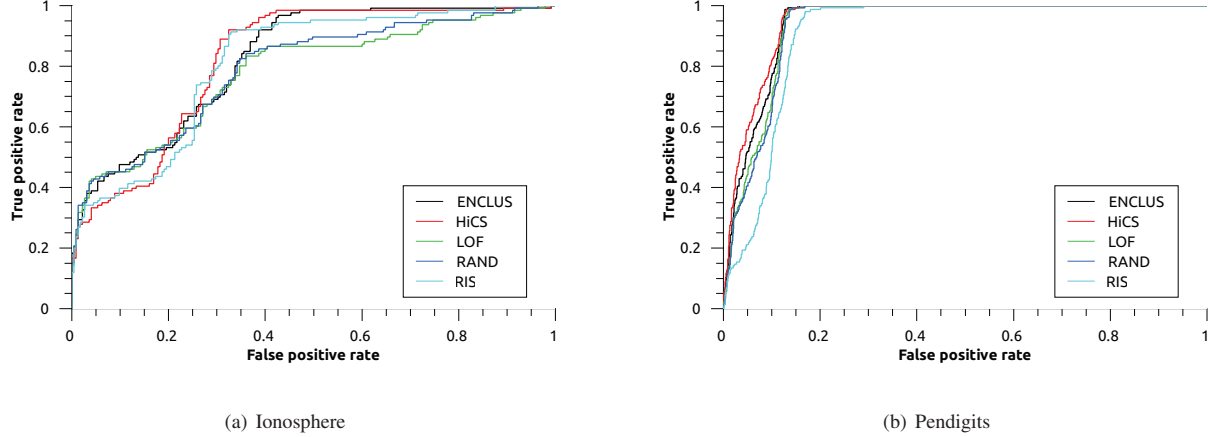 True positive rate
1
0.8
0.6
0.4
0.2
0
0
0.2
0.4
0.6
0.8
1
False positive rate
ENCLUS
HiCS
LOF
RAND
RIS
(a) Ionosphere
True positive rate
1
0.8
0.6
0.4
0.2
0
0
0.2
0.4
0.6
0.8
1
False positive rate
ENCLUS
HiCS
LOF
RAND
RIS
(b) Pendigits